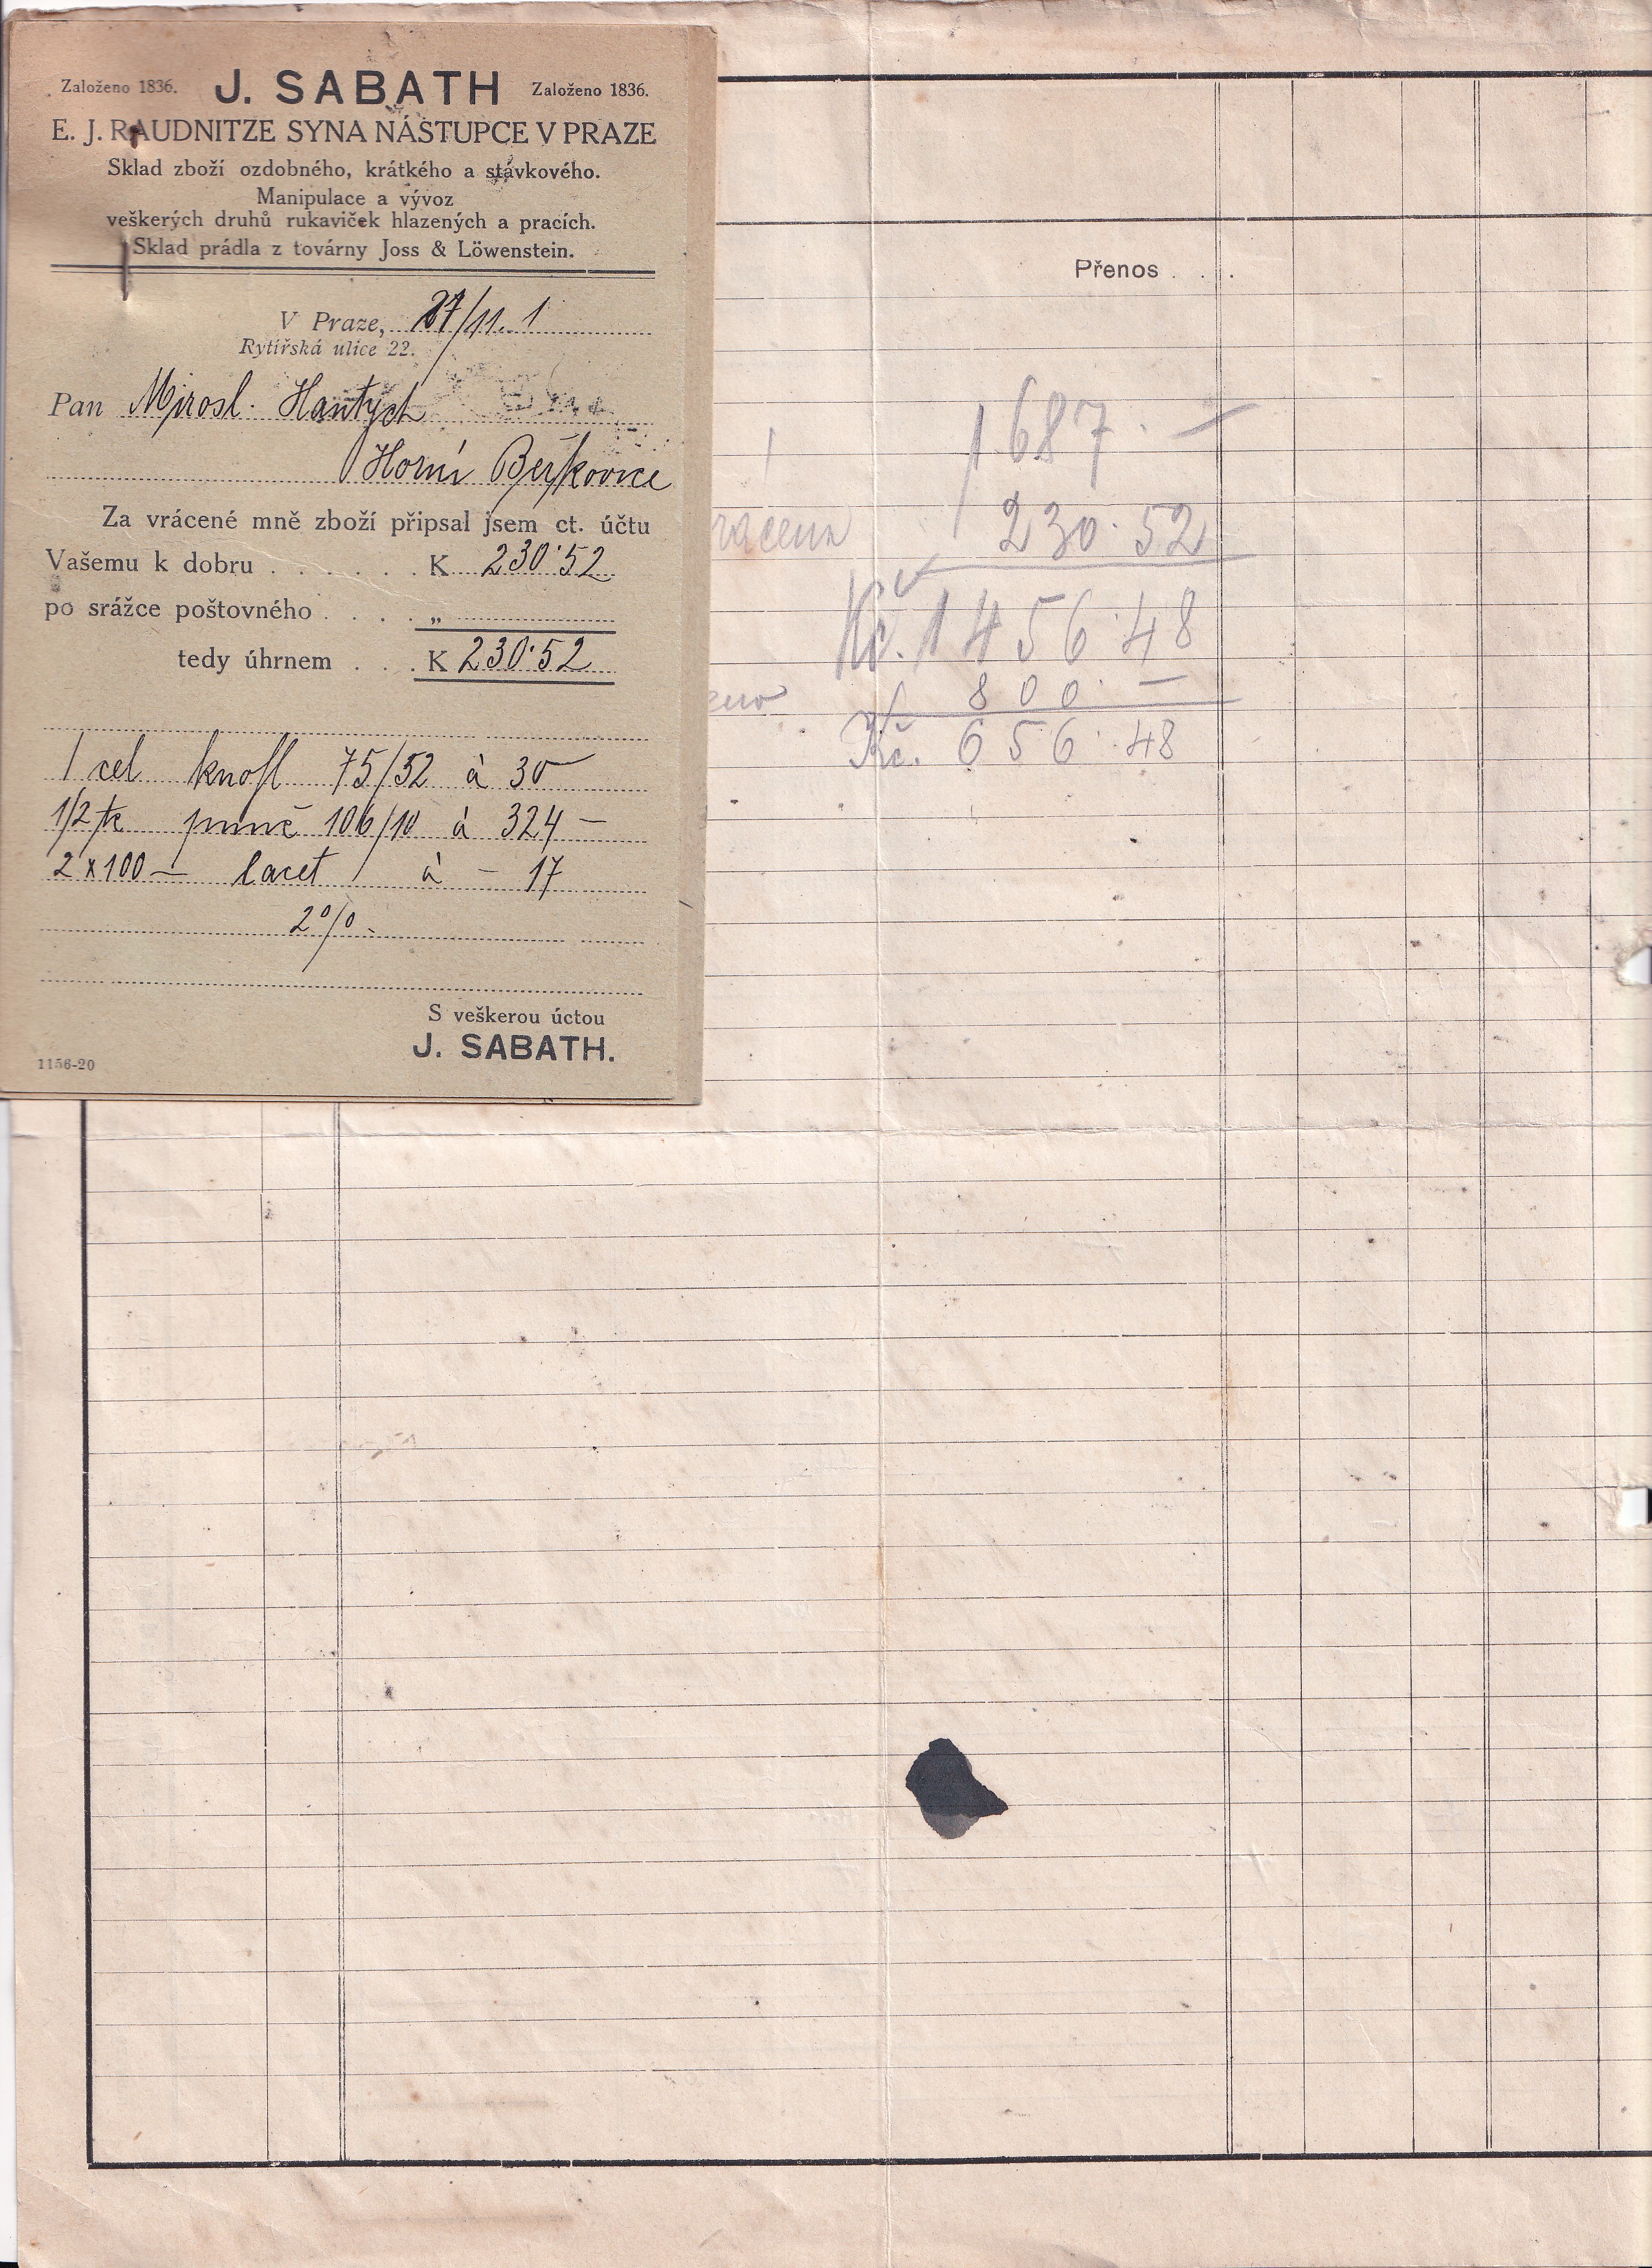 Založeno 1836. J. SABATH Založeno 1836.
E. J. RAUDNITZE SYNA NÁSTUPCE V PRAZE
Sklad zboží ozdobného, krátkého a stávkového.
Manipulace a vývoz
veškerých druhů rukaviček hlazených a pracích.
Sklad prádla z továrny Joss & Löwenstein.
V Praze, 27/11. 1
Rytířská ulice 22.
Pan Mirosl. Hantych
Horní Beřkovice
Za vrácené mně zboží připsal jsem ct. účtu
Vašemu k dobru . . . . . . K 230·52
po srážce poštovného . . . . „
tedy úhrnem . . . K 230·52
1 cel knofl 75/52 à 30 —
1/2 106/10 à 324 —
2 x 100 — lacet à — 17
2%.
S veškerou úctou
J. SABATH.
1156-20
Přenos . . .
1687.—
racena 230·52
Kč. 1456·48
eno 800·—
Kč. 656·48